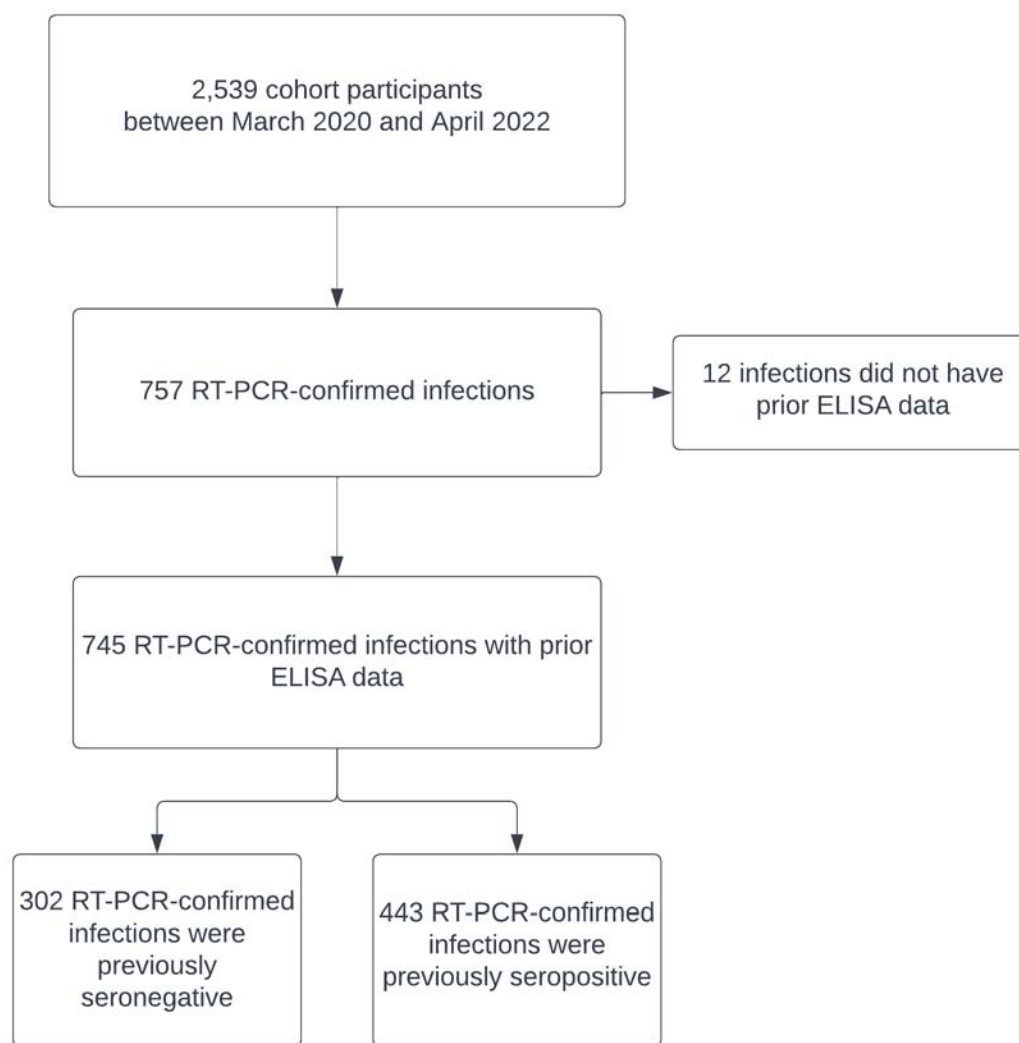 2,539 cohort participants
between March 2020 and April 2022
757 RT-PCR-confirmed infections
12 infections did not have
prior ELISA data
745 RT-PCR-confirmed infections with prior
ELISA data
302 RT-PCR-confirmed
infections were
previously
seronegative
443 RT-PCR-confirmed
infections were
previously seropositive